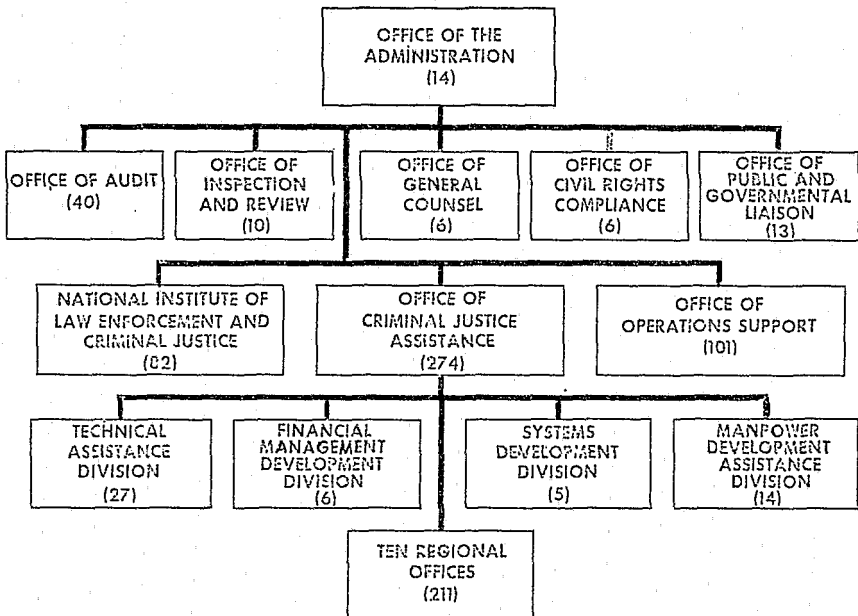 OFFICE OF THE
ADMINISTRATION
(14)
OFFICE OF AUDIT
(40)
OFFICE OF
INSPECTION
AND REVIEW
(10)
OFFICE OF
GENERAL
COUNSEL
(6)
OFFICE OF
CIVIL RIGHTS
COMPLIANCE
(6)
OFFICE OF
PUBLIC AND
GOVERNMENTAL
LIAISON
(13)
NATIONAL INSTITUTE OF
LAW ENFORCEMENT AND
CRIMINAL JUSTICE
(82)
OFFICE OF
CRIMINAL JUSTICE
ASSISTANCE
(274)
OFFICE OF
OPERATIONS SUPPORT
(101)
TECHNICAL
ASSISTANCE
DIVISION
(27)
FINANCIAL
MANAGEMENT
DEVELOPMENT
DIVISION
(6)
SYSTEMS
DEVELOPMENT
DIVISION
(5)
MANPOWER
DEVELOPMENT
ASSISTANCE
DIVISION
(14)
TEN REGIONAL
OFFICES
(211)